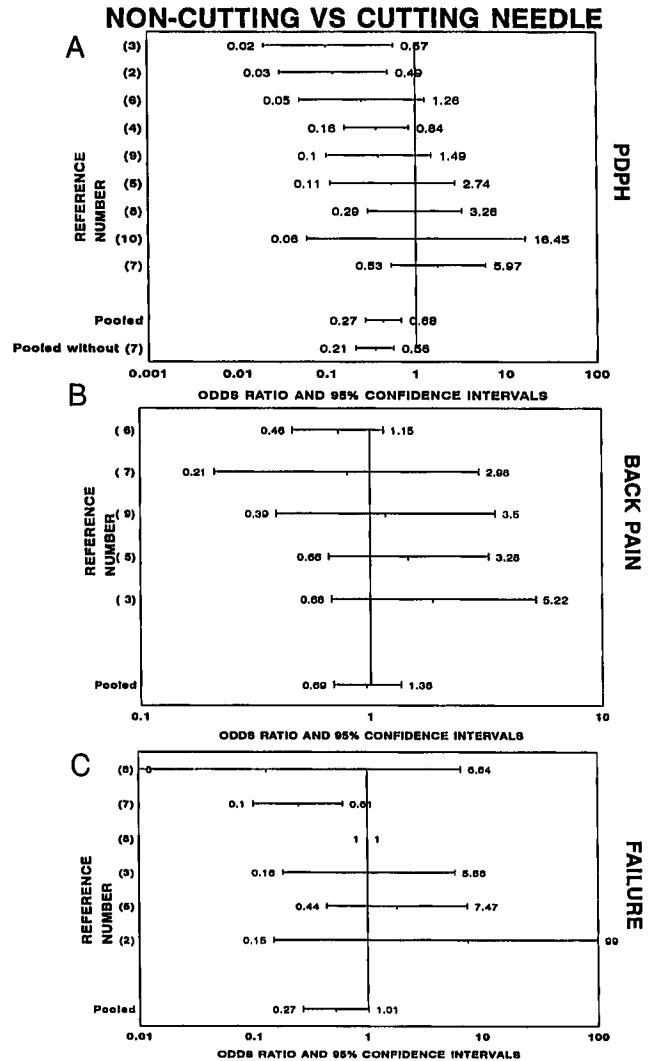 NON-CUTTING VS CUTTING NEEDLE
A
PDPH
REFERENCE NUMBER
(3) 0.02 0.57
(2) 0.03 0.49
(6) 0.05 1.26
(4) 0.16 0.84
(9) 0.1 1.49
(5) 0.11 2.74
(8) 0.29 3.26
(10) 0.06 16.45
(7) 0.53 5.97
Pooled 0.27 0.68
Pooled without (7) 0.21 0.56
0.001 0.01 0.1 1 10 100
ODDS RATIO AND 95% CONFIDENCE INTERVALS
B
BACK PAIN
REFERENCE NUMBER
( 6) 0.46 1.15
( 7) 0.21 2.98
( 9) 0.39 3.5
( 5) 0.66 3.26
( 3) 0.68 5.22
Pooled 0.69 1.36
0.1 1 10
ODDS RATIO AND 95% CONFIDENCE INTERVALS
C
FAILURE
REFERENCE NUMBER
0 6.64
(7) 0.1 0.61
1 1
(3) 5.88
(5) 0.44 7.47
(2) 0.15 99
Pooled 0.27 1.01
0.01 0.1 1 10 100
ODDS RATIO AND 95% CONFIDENCE INTERVALS